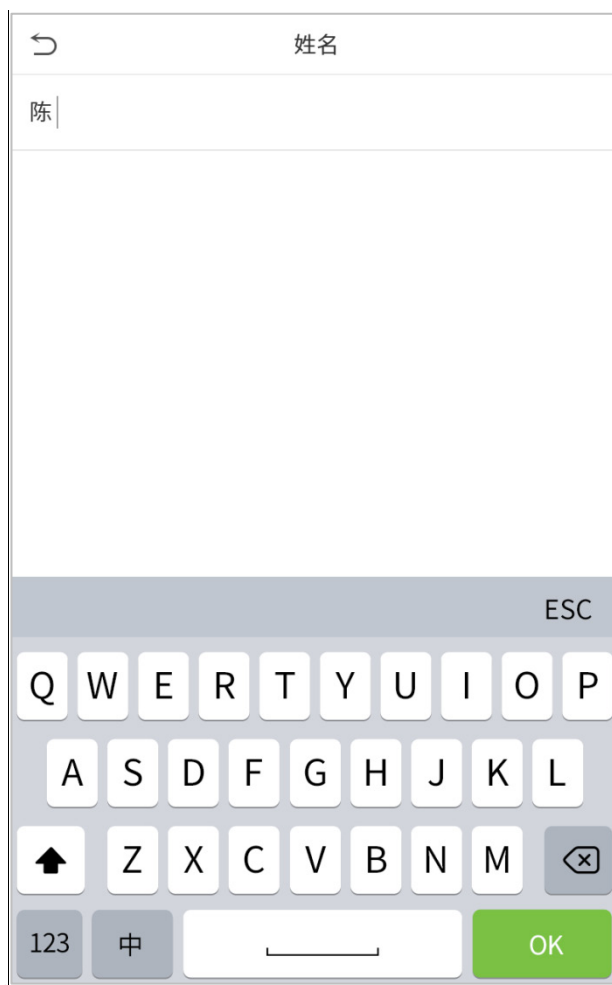 姓名
陈
ESC
Q W E R T Y U I O P
A S D F G H J K L
Z X C V B N M
123 中 OK